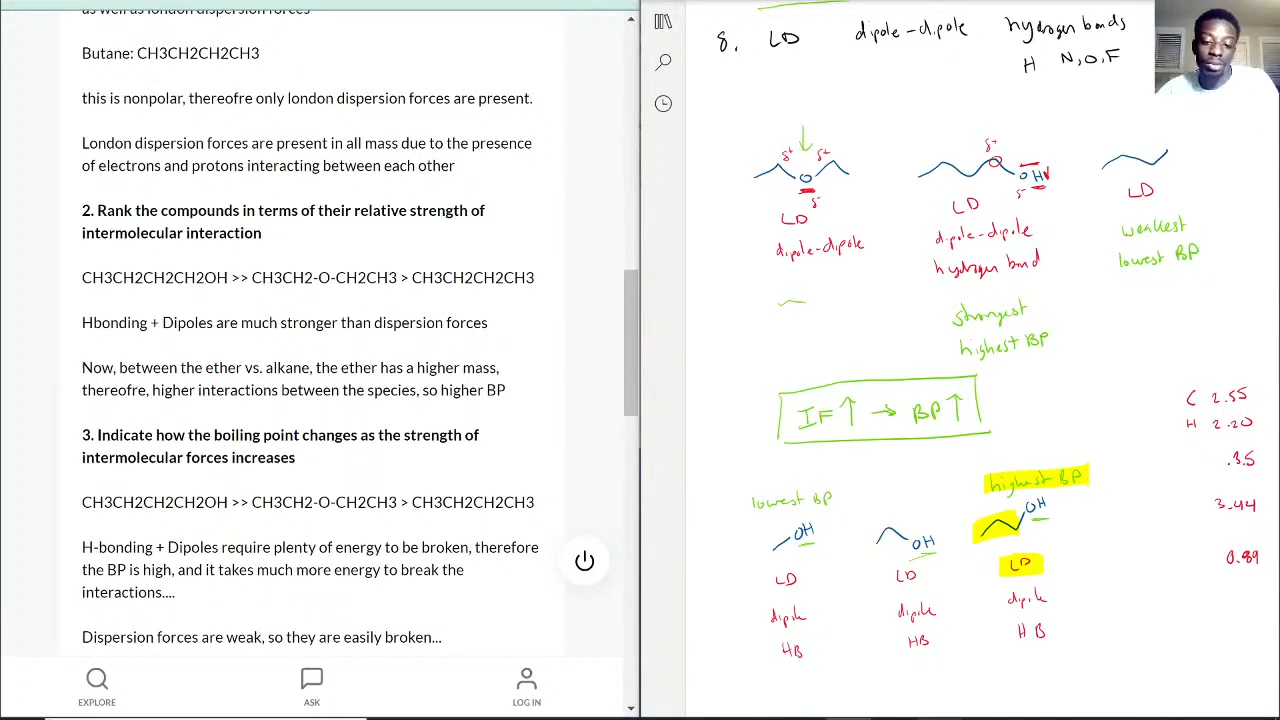 as well as london dispersion forces
Butane: CH3CH2CH2CH3
this is nonpolar, thereofre only london dispersion forces are present.
London dispersion forces are present in all mass due to the presence
of electrons and protons interacting between each other
2. Rank the compounds in terms of their relative strength of
intermolecular interaction
CH3CH2CH2CH2OH >> CH3CH2-O-CH2CH3 > CH3CH2CH2CH3
Hbonding + Dipoles are much stronger than dispersion forces
Now, between the ether vs. alkane, the ether has a higher mass,
thereofre, higher interactions between the species, so higher BP
3. Indicate how the boiling point changes as the strength of
intermolecular forces increases
CH3CH2CH2CH2OH >> CH3CH2-O-CH2CH3 > CH3CH2CH2CH3
H-bonding + Dipoles require plenty of energy to be broken, therefore
the BP is high, and it takes much more energy to break the
interactions....
Dispersion forces are weak, so they are easily broken...
EXPLORE
ASK
LOG IN
8. LD dipole-dipole hydrogen bonds
H N,O,F
δ+ δ+ δ+
O OH
δ- δ-
LD LD LD
dipole-dipole dipole-dipole weakest
hydrogen bond lowest BP
strongest
highest BP
IF ↑ → BP ↑
C 2.55
H 2.20
.35
3.44
0.89
lowest BP highest BP
OH OH OH
LD LD LD
dipole dipole dipole
HB HB HB